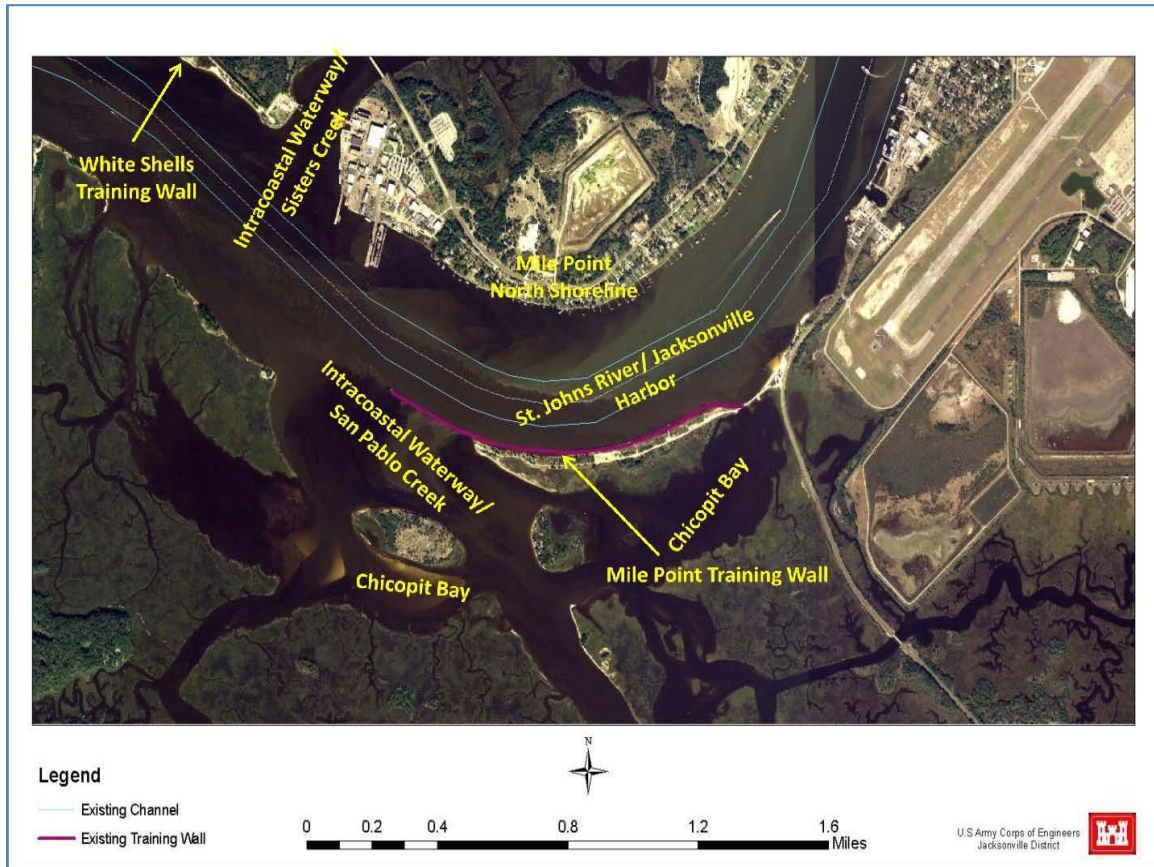 White Shells
Training Wall
Intracoastal Waterway/
Sisters Creek
Mile Point
North Shoreline
St. Johns River/ Jacksonville
Harbor
Intracoastal Waterway/
San Pablo Creek
Chicopit Bay
Mile Point Training Wall
Chicopit Bay
N
Legend
Existing Channel
Existing Training Wall
0 0.2 0.4 0.8 1.2 1.6
Miles
U.S Army Corps of Engineers
Jacksonville District